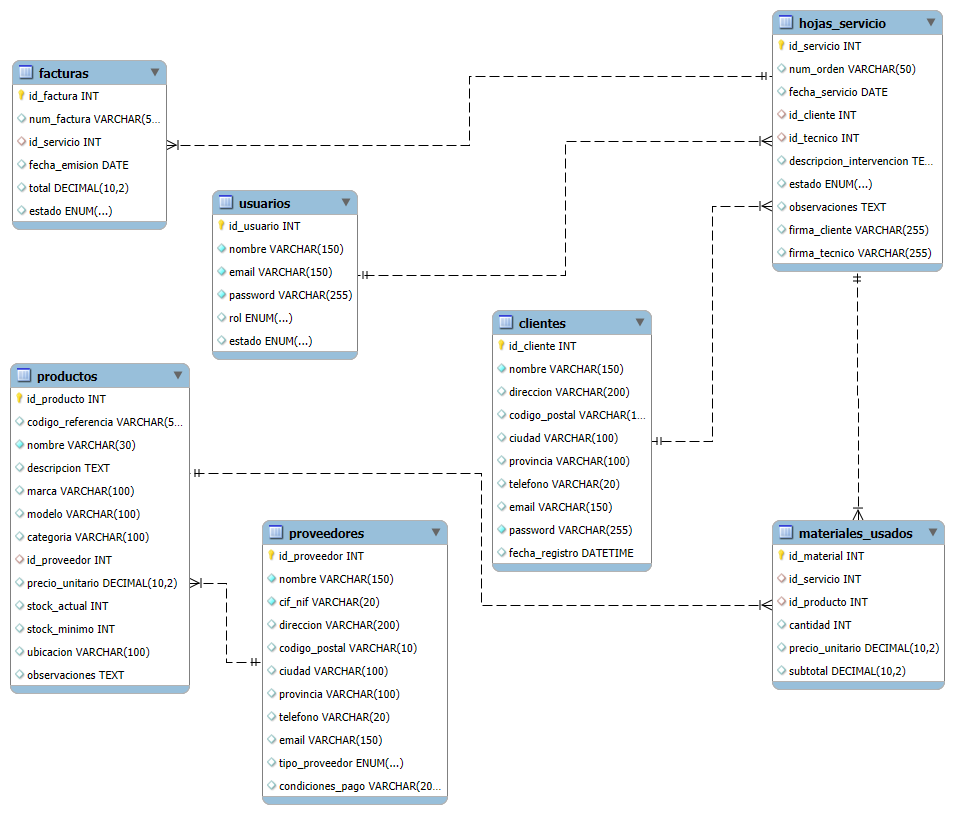 hojas_servicio
id_servicio INT
num_orden VARCHAR(50)
fecha_servicio DATE
id_cliente INT
id_tecnico INT
descripcion_intervencion TE...
estado ENUM(...)
observaciones TEXT
firma_cliente VARCHAR(255)
firma_tecnico VARCHAR(255)
facturas
id_factura INT
num_factura VARCHAR(5...
id_servicio INT
fecha_emision DATE
total DECIMAL(10,2)
estado ENUM(...)
usuarios
id_usuario INT
nombre VARCHAR(150)
email VARCHAR(150)
password VARCHAR(255)
rol ENUM(...)
estado ENUM(...)
clientes
id_cliente INT
nombre VARCHAR(150)
direccion VARCHAR(200)
codigo_postal VARCHAR(1...
ciudad VARCHAR(100)
provincia VARCHAR(100)
telefono VARCHAR(20)
email VARCHAR(150)
password VARCHAR(255)
fecha_registro DATETIME
productos
id_producto INT
codigo_referencia VARCHAR(5...
nombre VARCHAR(30)
descripcion TEXT
marca VARCHAR(100)
modelo VARCHAR(100)
categoria VARCHAR(100)
id_proveedor INT
precio_unitario DECIMAL(10,2)
stock_actual INT
stock_minimo INT
ubicacion VARCHAR(100)
observaciones TEXT
proveedores
id_proveedor INT
nombre VARCHAR(150)
cif_nif VARCHAR(20)
direccion VARCHAR(200)
codigo_postal VARCHAR(10)
ciudad VARCHAR(100)
provincia VARCHAR(100)
telefono VARCHAR(20)
email VARCHAR(150)
tipo_proveedor ENUM(...)
condiciones_pago VARCHAR(20...
materiales_usados
id_material INT
id_servicio INT
id_producto INT
cantidad INT
precio_unitario DECIMAL(10,2)
subtotal DECIMAL(10,2)